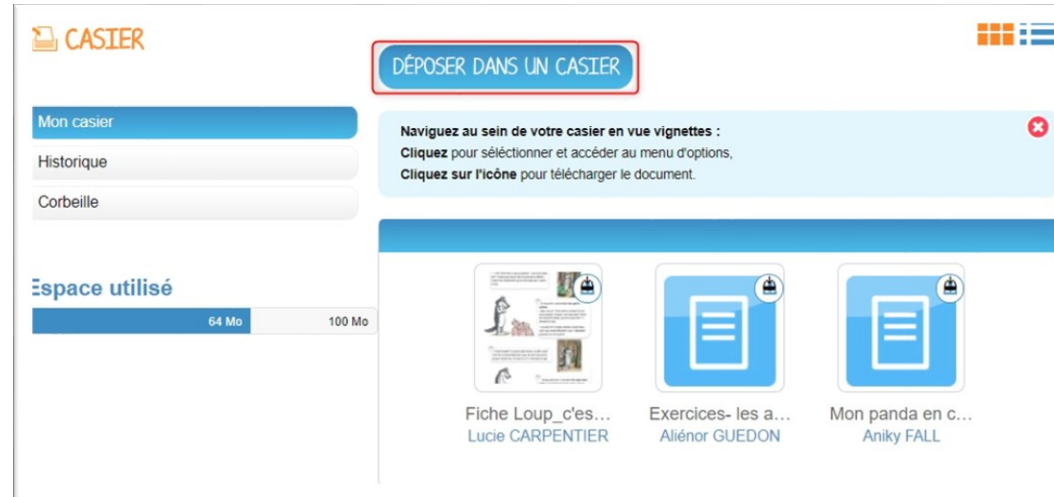 CASIER
DÉPOSER DANS UN CASIER
Mon casier
Historique
Corbeille
Espace utilisé
64 Mo
100 Mo
Naviguez au sein de votre casier en vue vignettes :
Cliquez pour séléctionner et accéder au menu d'options,
Cliquez sur l'icône pour télécharger le document.
Fiche Loup_c'es...
Lucie CARPENTIER
Exercices- les a...
Aliénor GUEDON
Mon panda en c...
Aniky FALL